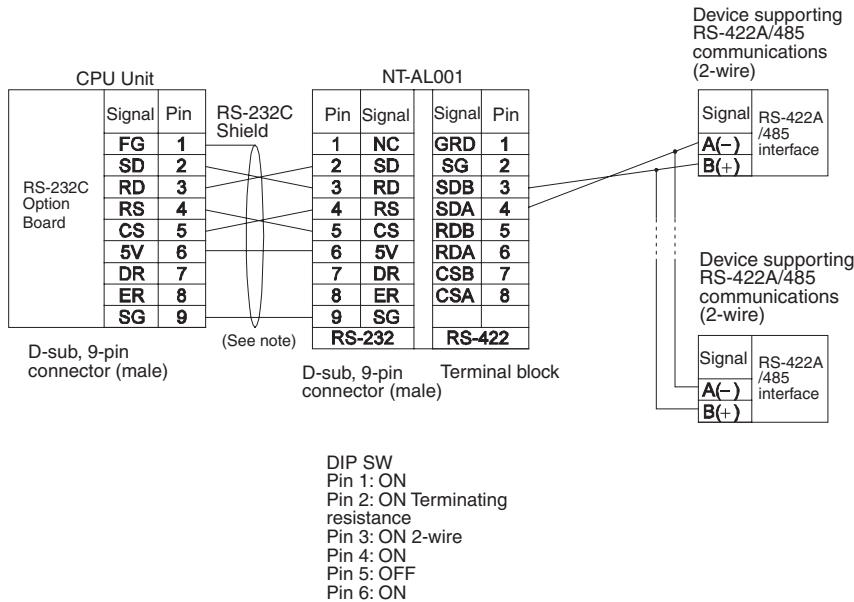 Device supporting
RS-422A/485
communications
(2-wire)
CPU Unit
NT-AL001
Signal Pin
RS-232C
Shield
Pin Signal
Signal Pin
Signal
RS-422A
/485
interface
A(−)
B(+)
RS-232C
Option
Board
FG 1
SD 2
RD 3
RS 4
CS 5
5V 6
DR 7
ER 8
SG 9
1 NC
2 SD
3 RD
4 RS
5 CS
6 5V
7 DR
8 ER
9 SG
RS-232
GRD 1
SG 2
SDB 3
SDA 4
RDB 5
RDA 6
CSB 7
CSA 8
RS-422
(See note)
D-sub, 9-pin
connector (male)
D-sub, 9-pin
connector (male)
Terminal block
Device supporting
RS-422A/485
communications
(2-wire)
Signal
RS-422A
/485
interface
A(−)
B(+)
DIP SW
Pin 1: ON
Pin 2: ON Terminating
resistance
Pin 3: ON 2-wire
Pin 4: ON
Pin 5: OFF
Pin 6: ON